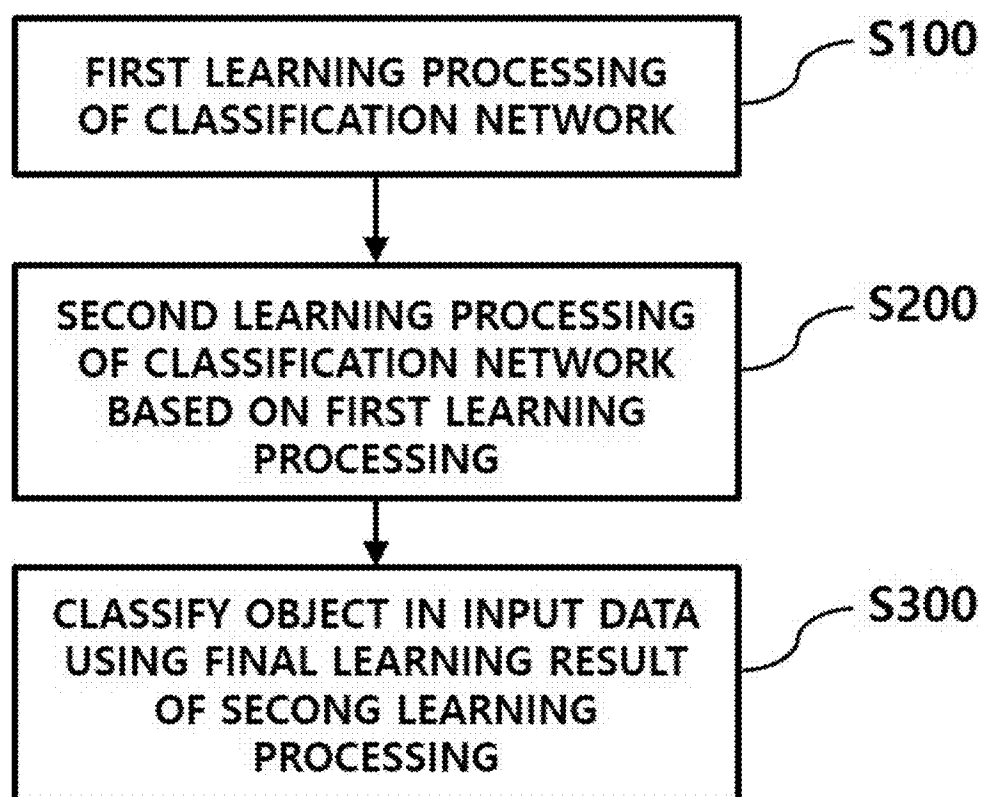 FIRST LEARNING PROCESSING
OF CLASSIFICATION NETWORK
S100
SECOND LEARNING PROCESSING
OF CLASSIFICATION NETWORK
BASED ON FIRST LEARNING
PROCESSING
S200
CLASSIFY OBJECT IN INPUT DATA
USING FINAL LEARNING RESULT
OF SECONG LEARNING
PROCESSING
S300